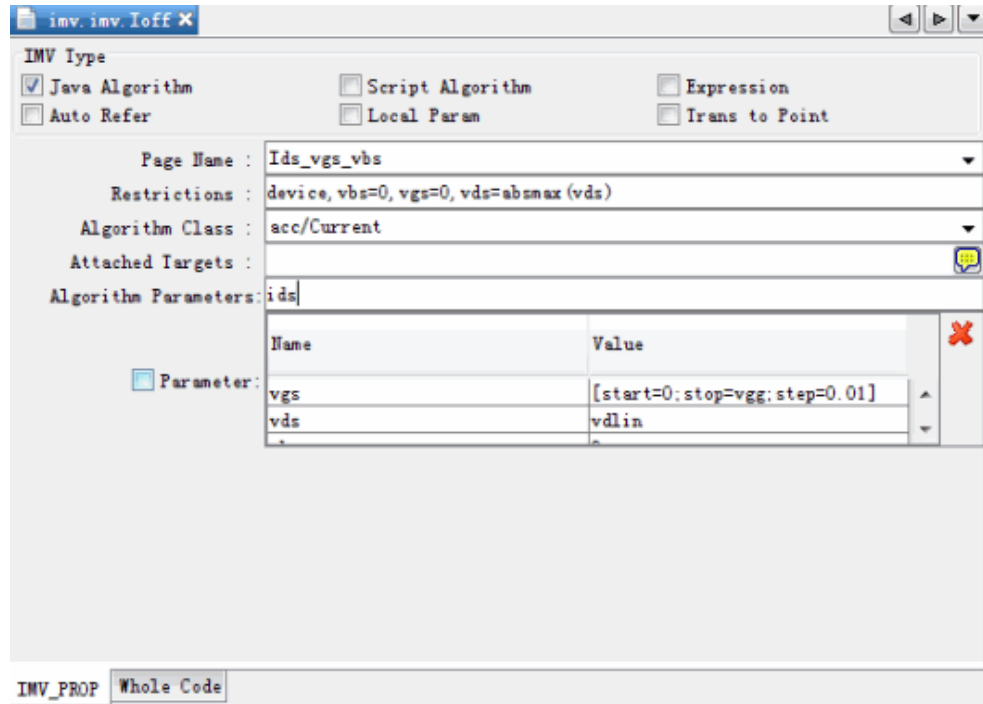 imv.imv.Ioff
IMV Type
Java Algorithm Script Algorithm Expression
Auto Refer Local Param Trans to Point
Page Name : Ids_vgs_vbs
Restrictions : device, vbs=0, vgs=0, vds=absmax(vds)
Algorithm Class : acc/Current
Attached Targets :
Algorithm Parameters: ids
Name Value
Parameter:
vgs [start=0;stop=vgg;step=0.01]
vds vdlin
IMV_PROP Whole Code